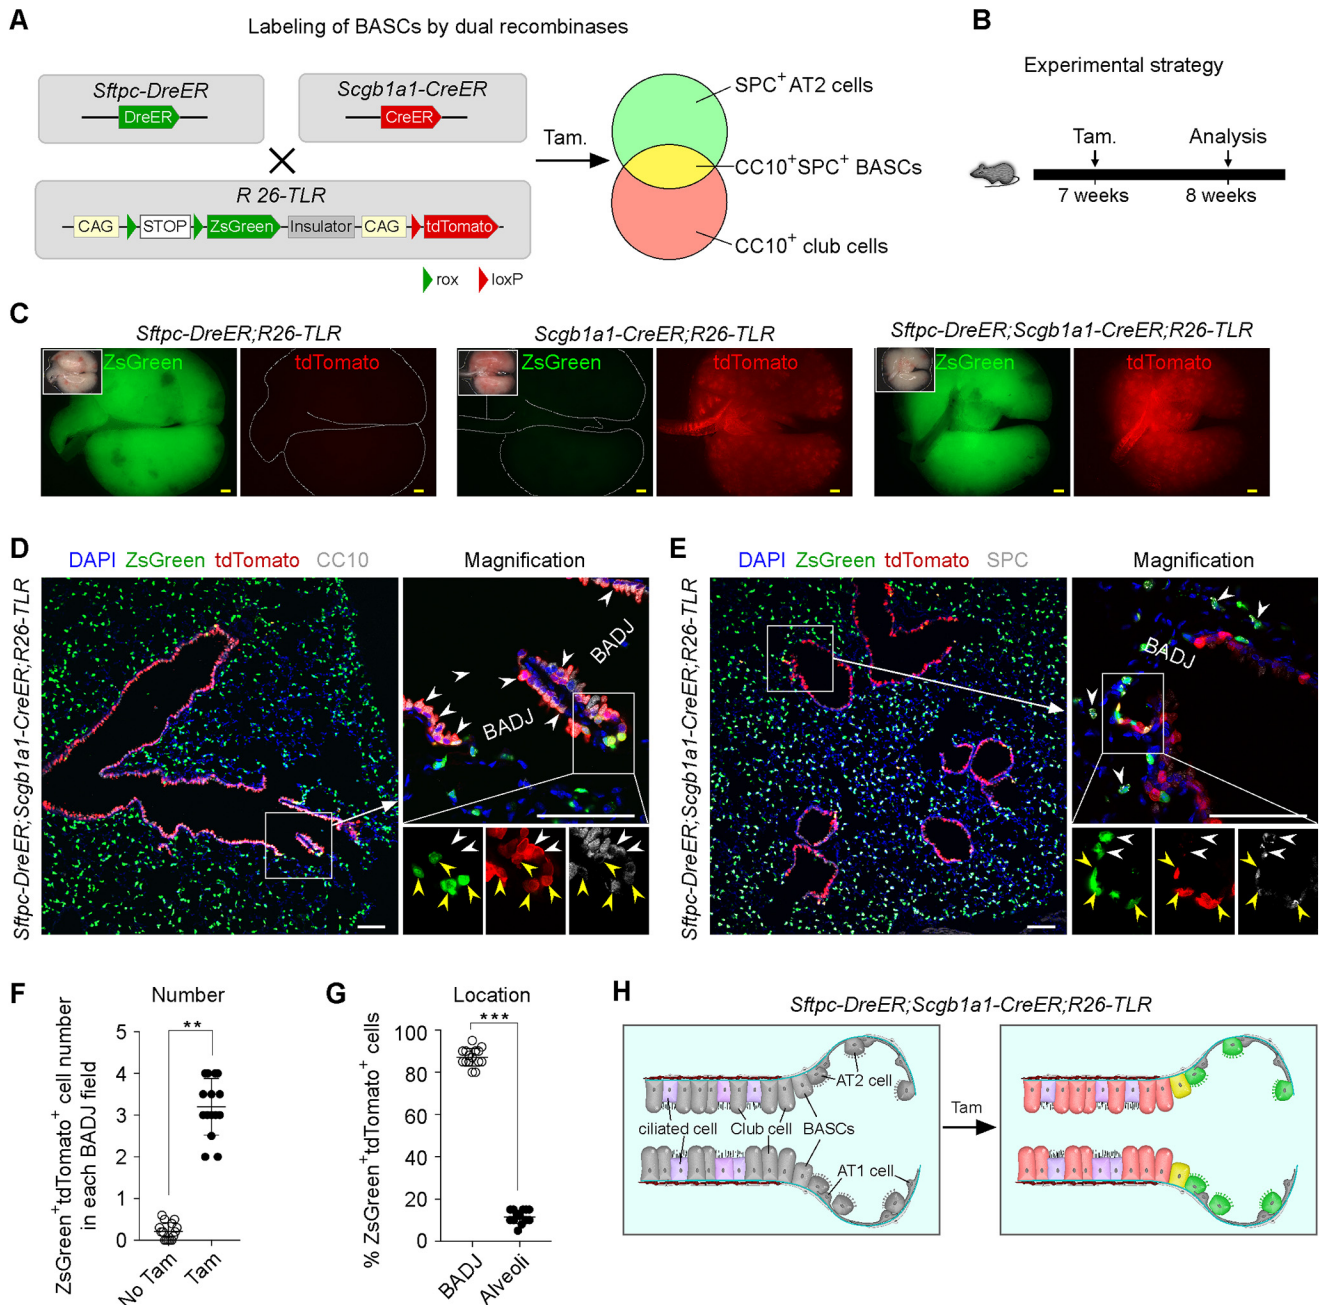 A
Labeling of BASCs by dual recombinases
Sftpc-DreER
DreER
Scgb1a1-CreER
CreER
R 26-TLR
CAG STOP ZsGreen Insulator CAG tdTomato
rox loxP
Tam.
SPC+ AT2 cells
CC10+SPC+ BASCs
CC10+ club cells
B
Experimental strategy
Tam. Analysis
7 weeks 8 weeks
C
Sftpc-DreER;R26-TLR
ZsGreen tdTomato
Scgb1a1-CreER;R26-TLR
ZsGreen tdTomato
Sftpc-DreER;Scgb1a1-CreER;R26-TLR
ZsGreen tdTomato
D
DAPI ZsGreen tdTomato CC10
Magnification
Sftpc-DreER;Scgb1a1-CreER;R26-TLR
BADJ
BADJ
E
DAPI ZsGreen tdTomato SPC
Magnification
Sftpc-DreER;Scgb1a1-CreER;R26-TLR
BADJ
F
Number
ZsGreen+tdTomato+ cell number
in each BADJ field
**
5
4
3
2
1
0
No Tam
Tam
G
Location
% ZsGreen+tdTomato+ cells
***
100
80
60
40
20
0
BADJ
Alveoli
H
Sftpc-DreER;Scgb1a1-CreER;R26-TLR
AT2 cell
ciliated cell
Club cell
BASCs
AT1 cell
Tam